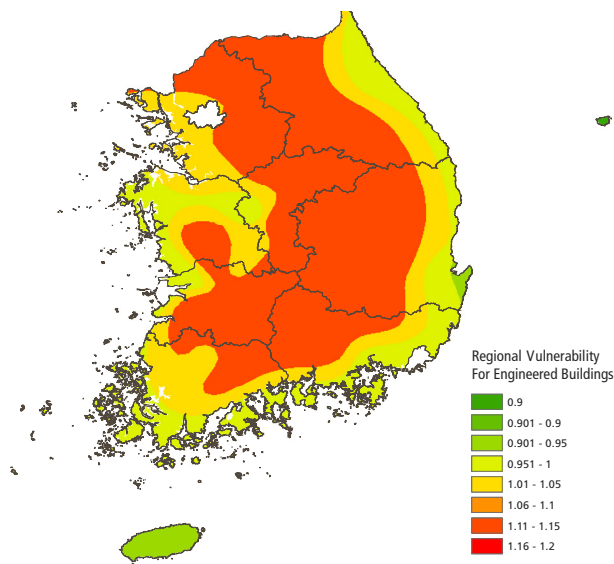 Regional Vulnerability
For Engineered Buildings
0.9
0.901 - 0.9
0.901 - 0.95
0.951 - 1
1.01 - 1.05
1.06 - 1.1
1.11 - 1.15
1.16 - 1.2